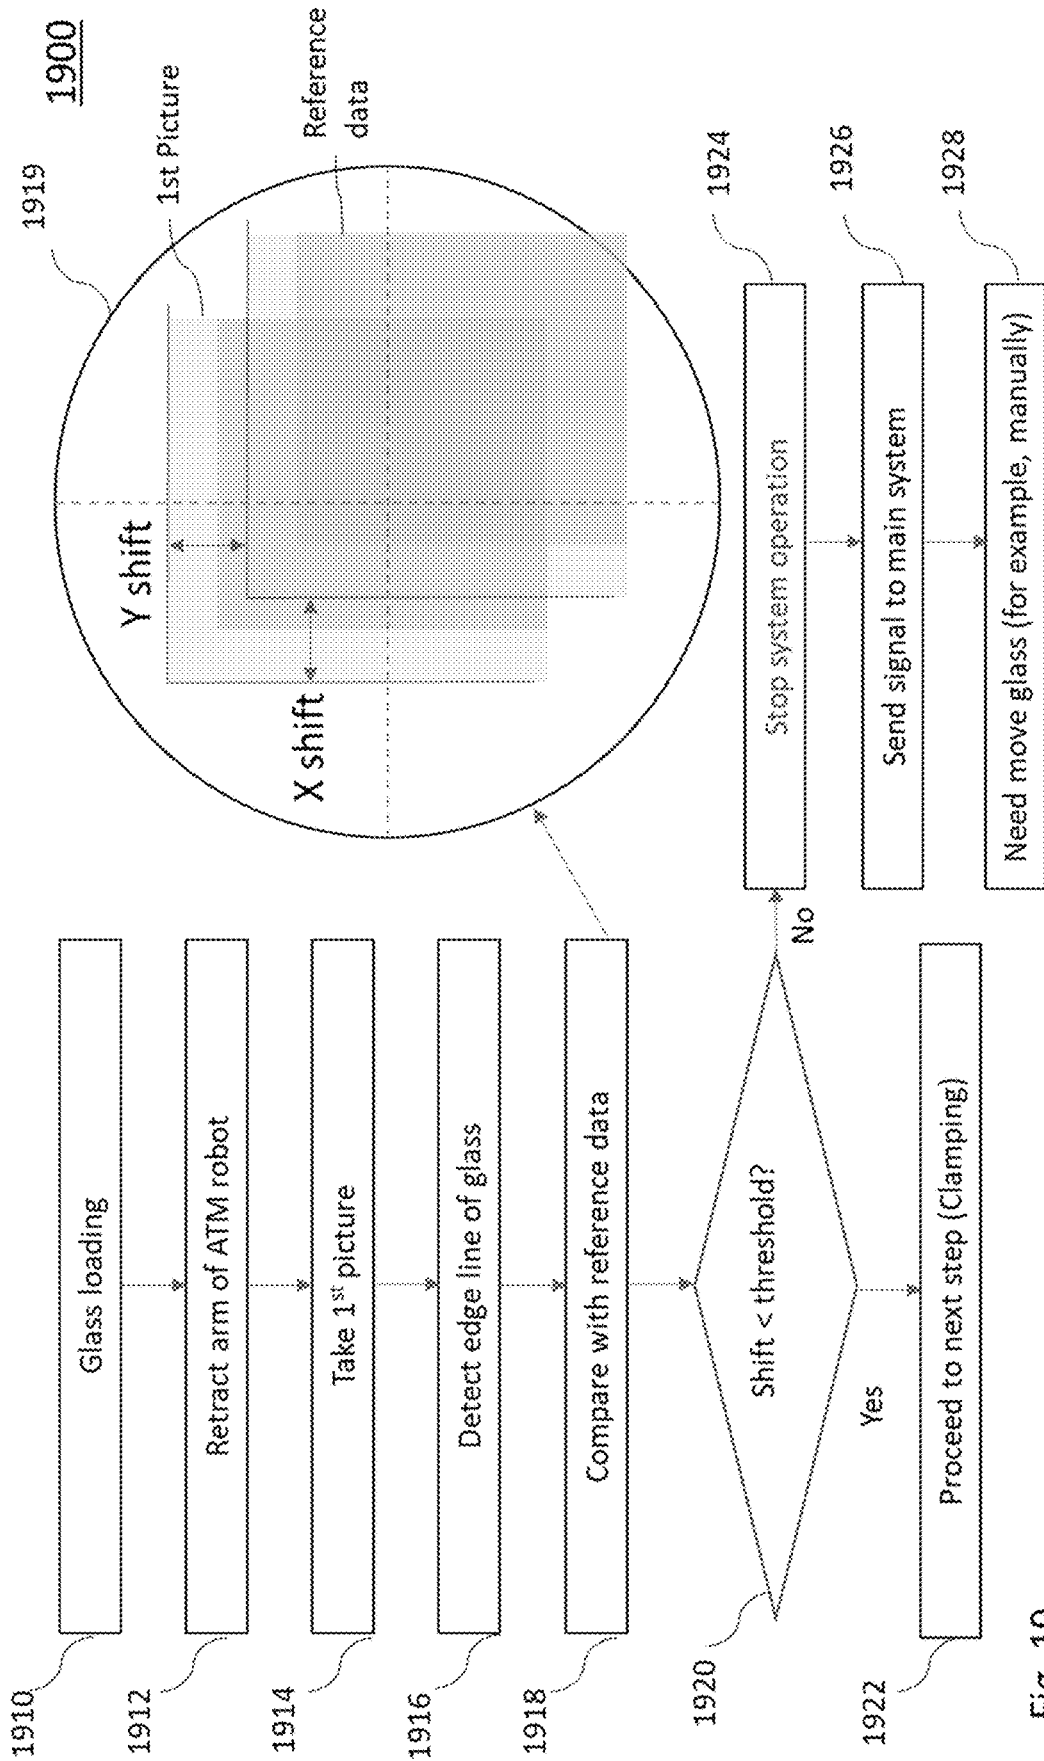 1900
1910
Glass loading
1912
Retract arm of ATM robot
1914
Take 1st picture
1916
Detect edge line of glass
1918
Compare with reference data
1920
Shift < threshold?
Yes
No
1922
Proceed to next step (Clamping)
1919
1st Picture
Reference
data
Y shift
X shift
1924
Stop system operation
1926
Send signal to main system
1928
Need move glass (for example, manually)
Fig. 19